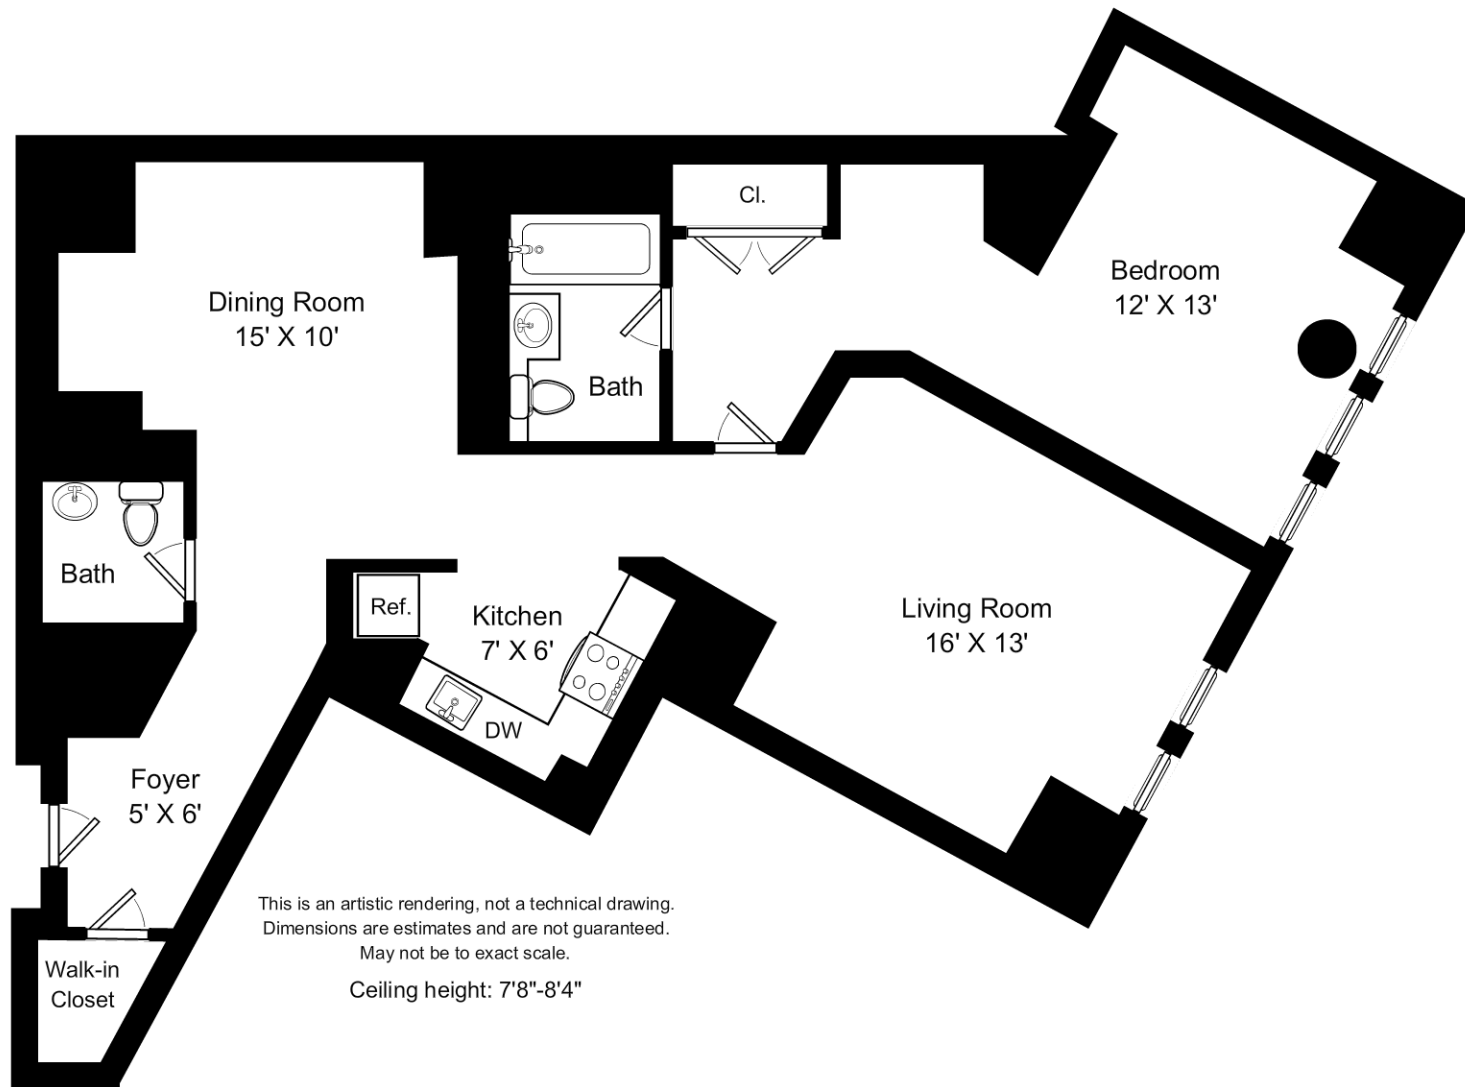 Cl.
Bedroom
12' X 13'
Dining Room
15' X 10'
Bath
Bath
Ref.
Kitchen
7' X 6'
Living Room
16' X 13'
DW
Foyer
5' X 6'
This is an artistic rendering, not a technical drawing.
Dimensions are estimates and are not guaranteed.
May not be to exact scale.
Ceiling height: 7'8"-8'4"
Walk-in
Closet